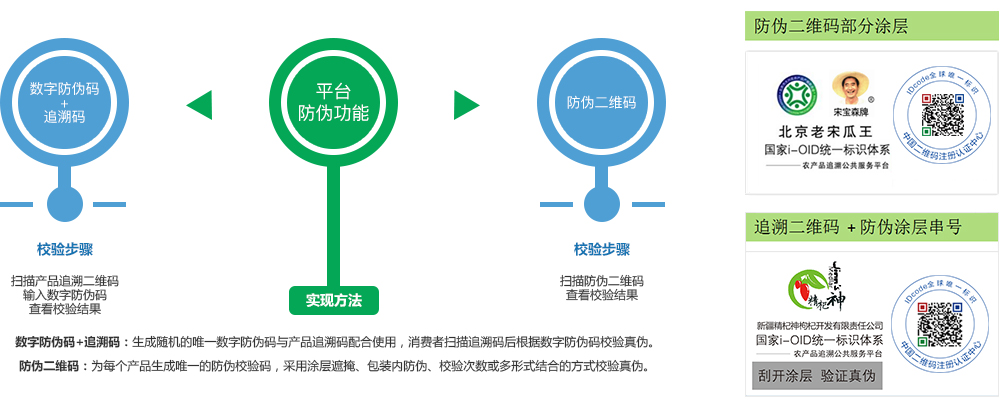 数字防伪码
+
追溯码
平台
防伪功能
防伪二维码
校验步骤
扫描产品追溯二维码
输入数字防伪码
查看校验结果
实现方法
校验步骤
扫描防伪二维码
查看校验结果
数字防伪码+追溯码：生成随机的唯一数字防伪码与产品追溯码配合使用，消费者扫描追溯码后根据数字防伪码校验真伪。
防伪二维码：为每个产品生成唯一的防伪校验码，采用涂层遮掩、包装内防伪、校验次数或多形式结合的方式校验真伪。
防伪二维码部分涂层
宋宝森牌®
北京老宋瓜王
国家i-OID统一标识体系
农产品追溯公共服务平台
IDcode全球唯一标识
中国二维码注册认证中心
追溯二维码 + 防伪涂层串号
精杞神
新疆精杞神枸杞开发有限责任公司
国家i-OID统一标识体系
农产品追溯公共服务平台
刮开涂层 验证真伪
IDcode全球唯一标识
中国二维码注册认证中心